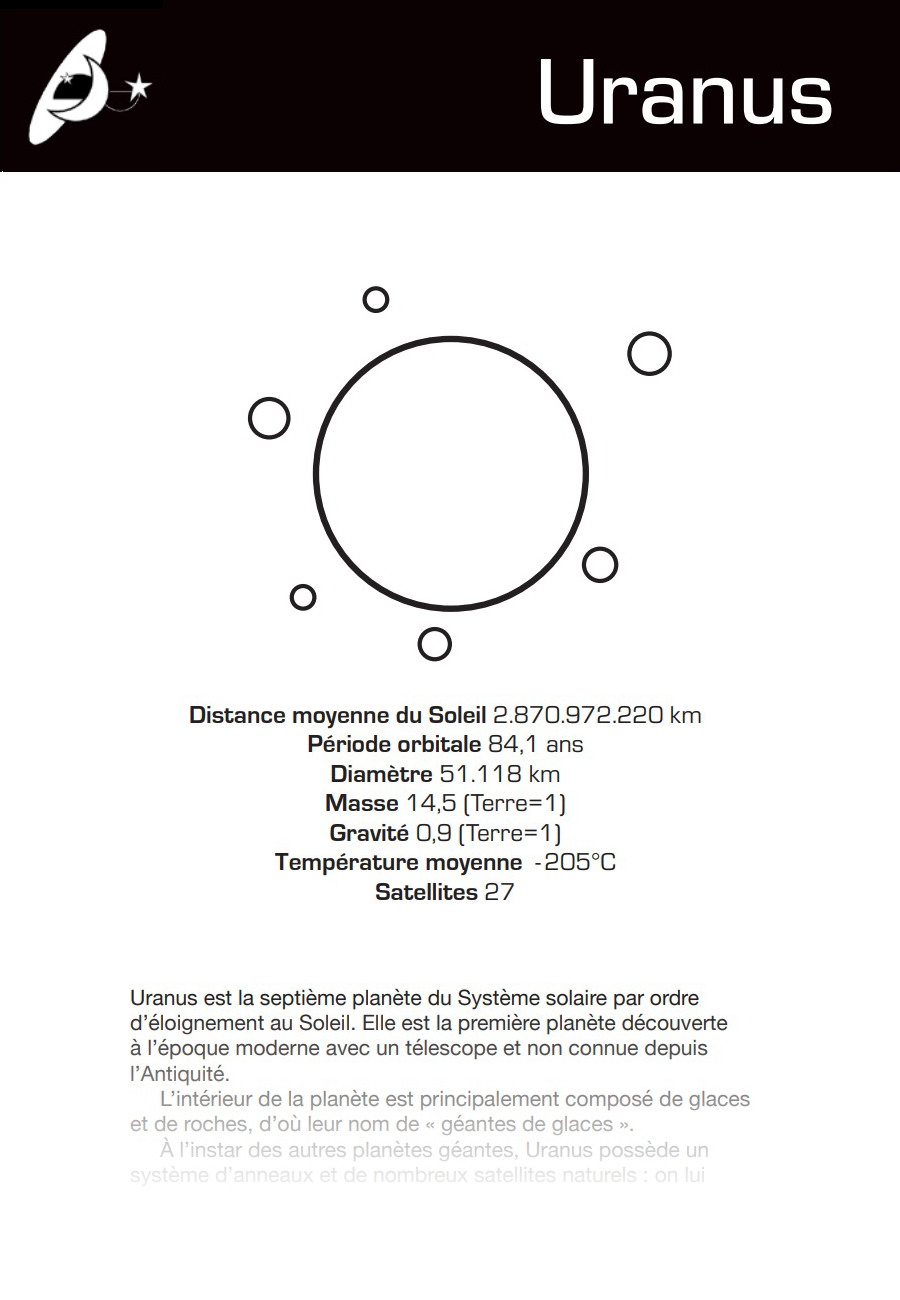 Uranus
Distance moyenne du Soleil 2.870.972.220 km
Période orbitale 84,1 ans
Diamètre 51.118 km
Masse 14,5 (Terre=1)
Gravité 0,9 (Terre=1)
Température moyenne -205°C
Satellites 27
Uranus est la septième planète du Système solaire par ordre
d’éloignement au Soleil. Elle est la première planète découverte
à l’époque moderne avec un télescope et non connue depuis
l’Antiquité.
L’intérieur de la planète est principalement composé de glaces
et de roches, d’où leur nom de « géantes de glaces ».
À l’instar des autres planètes géantes, Uranus possède un
système d’anneaux et de nombreux satellites naturels : on lui